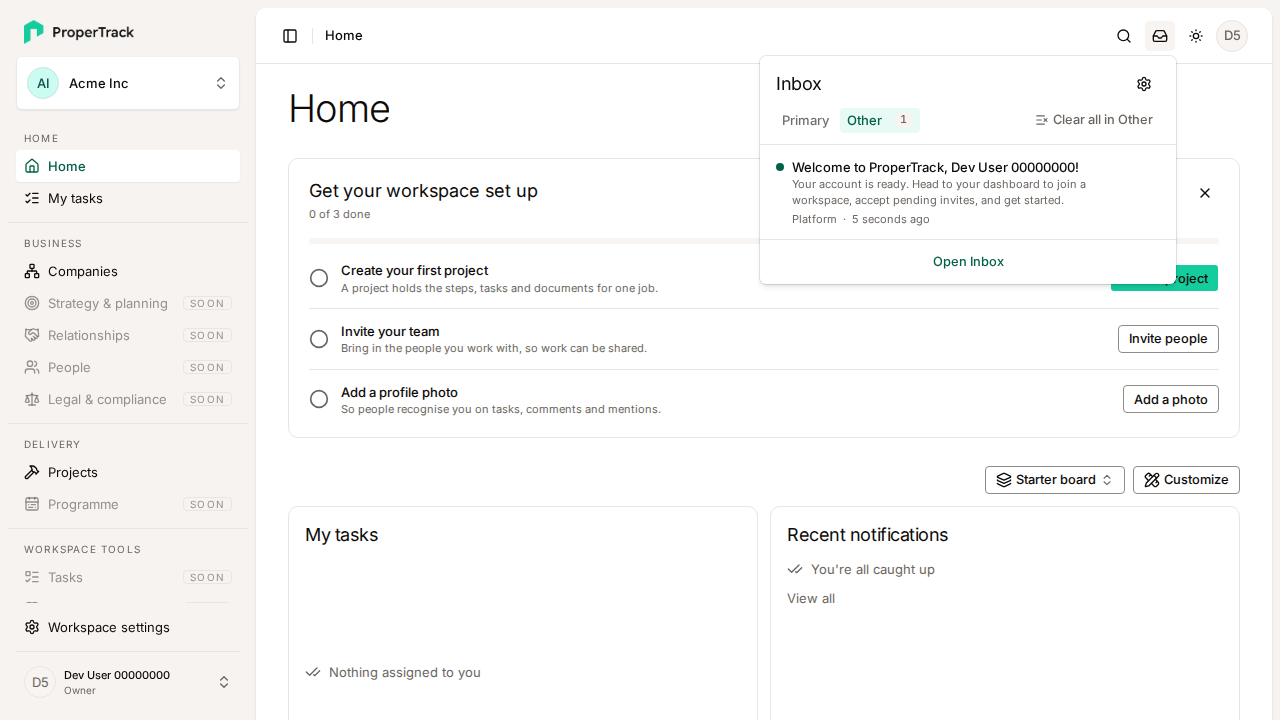 ProperTrack
AI Acme Inc
HOME
Home
My tasks
BUSINESS
Companies
Strategy & planning SOON
Relationships SOON
People SOON
Legal & compliance SOON
DELIVERY
Projects
Programme SOON
WORKSPACE TOOLS
Tasks SOON
Workspace settings
D5 Dev User 00000000
Owner
Home
D5
Home
Inbox
Primary Other 1 Clear all in Other
Welcome to ProperTrack, Dev User 00000000!
Your account is ready. Head to your dashboard to join a
workspace, accept pending invites, and get started.
Platform · 5 seconds ago
Open Inbox
Get your workspace set up
0 of 3 done
Create your first project
A project holds the steps, tasks and documents for one job.
Invite your team
Bring in the people you work with, so work can be shared.
Invite people
Add a profile photo
So people recognise you on tasks, comments and mentions.
Add a photo
Starter board Customize
My tasks
Nothing assigned to you
Recent notifications
You're all caught up
View all